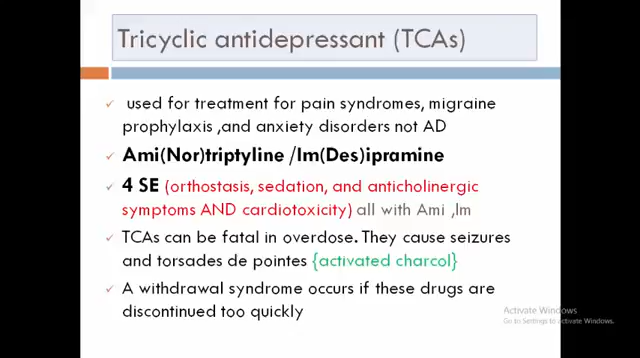 Tricyclic antidepressant (TCAs)
✓ used for treatment for pain syndromes, migraine
prophylaxis ,and anxiety disorders not AD
✓ Ami(Nor)triptyline /Im(Des)ipramine
✓ 4 SE (orthostasis, sedation, and anticholinergic
symptoms AND cardiotoxicity) all with Ami ,Im
✓ TCAs can be fatal in overdose. They cause seizures
and torsades de pointes {activated charcol}
✓ A withdrawal syndrome occurs if these drugs are
discontinued too quickly
Activate Windows
Go to Settings to activate Windows.